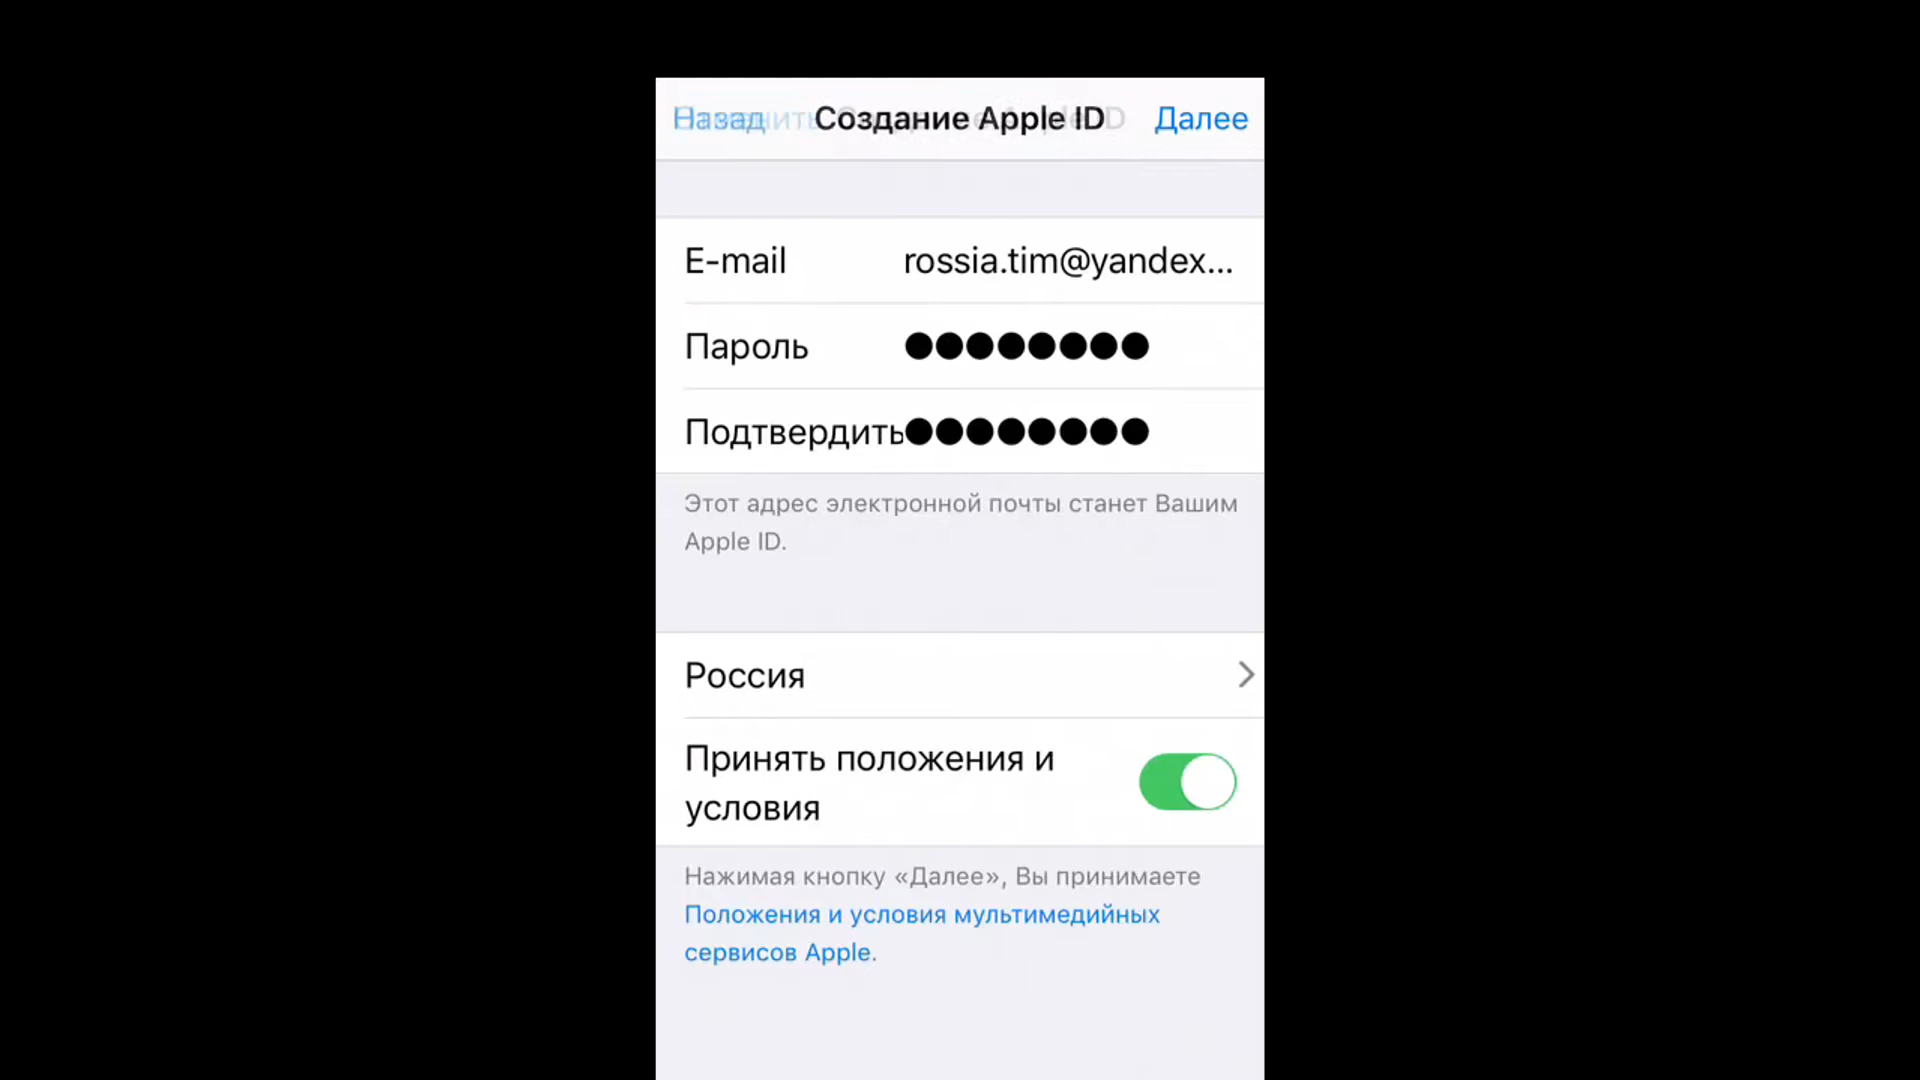 Назад Создание Apple ID Далее
E-mail rossia.tim@yandex...
Пароль ●●●●●●●●
Подтвердить ●●●●●●●●
Этот адрес электронной почты станет Вашим
Apple ID.
Россия
Принять положения и
условия
Нажимая кнопку «Далее», Вы принимаете
Положения и условия мультимедийных
сервисов Apple.